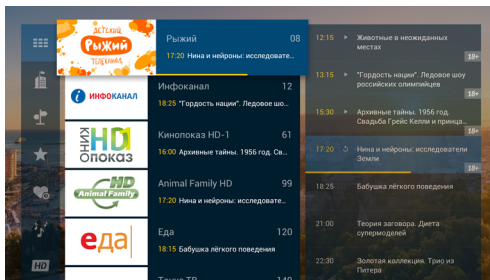 ДЕТСКИЙ
Рыжий
ТЕЛЕКАНАЛ
Рыжий 08
17:20 Нина и нейроны: исследовате...
i ИНФОКАНАЛ
Инфоканал 12
18:25 "Гордость нации". Ледовое шо...
КИНО HD1
ПОКАЗ
Кинопоказ HD-1 61
16:00 Архивные тайны. 1956 год. Св...
HD
Animal Family
Animal Family HD 99
17:20 Нина и нейроны: исследовате...
еда
Еда 120
18:15 Бабушка лёгкого поведения
HD
12:15 Животные в неожиданных
местах
18+
13:15 "Гордость нации". Ледовое шоу
российских олимпийцев
18+
15:30 Архивные тайны. 1956 год.
Свадьба Грейс Келли и принца...
18+
17:20 Нина и нейроны: исследователи
Земли
18+
18:25 Бабушка лёгкого поведения
21:00 Теория заговора. Диета
супермоделей
22:30 Золотая коллекция. Трио из
Питера